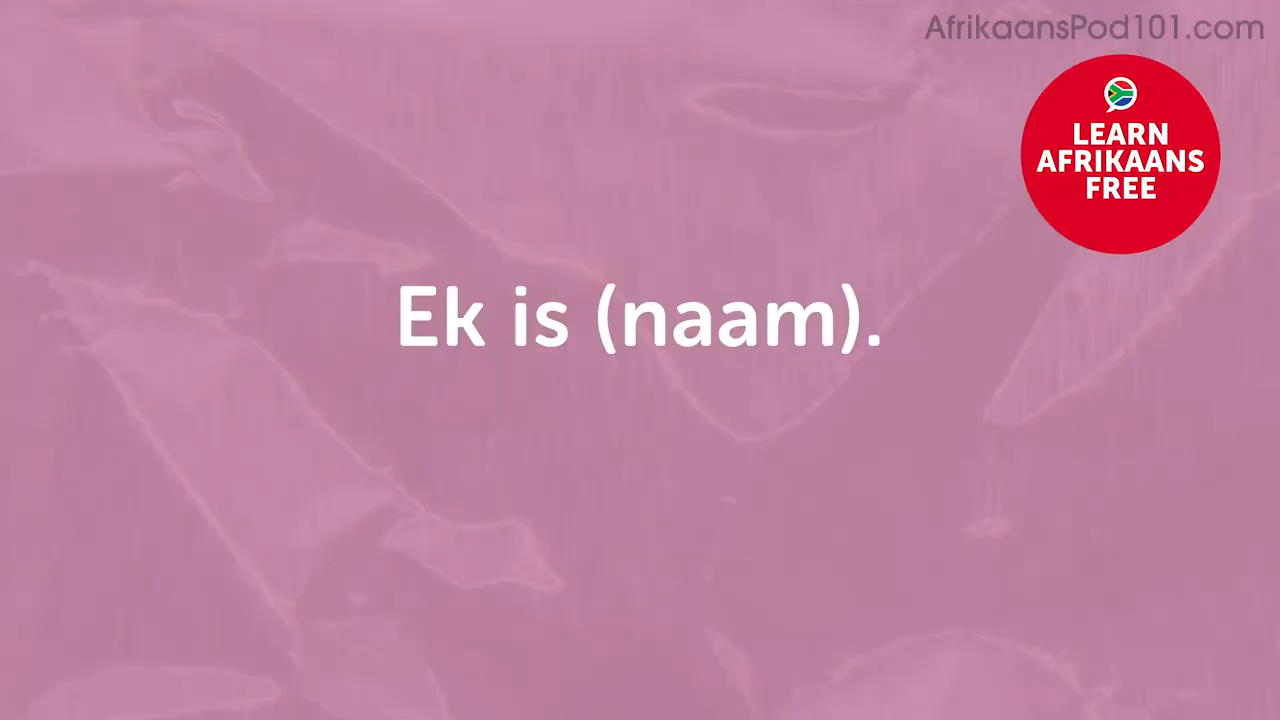 AfrikaansPod101.com
LEARN
AFRIKAANS
FREE
Ek is (naam).